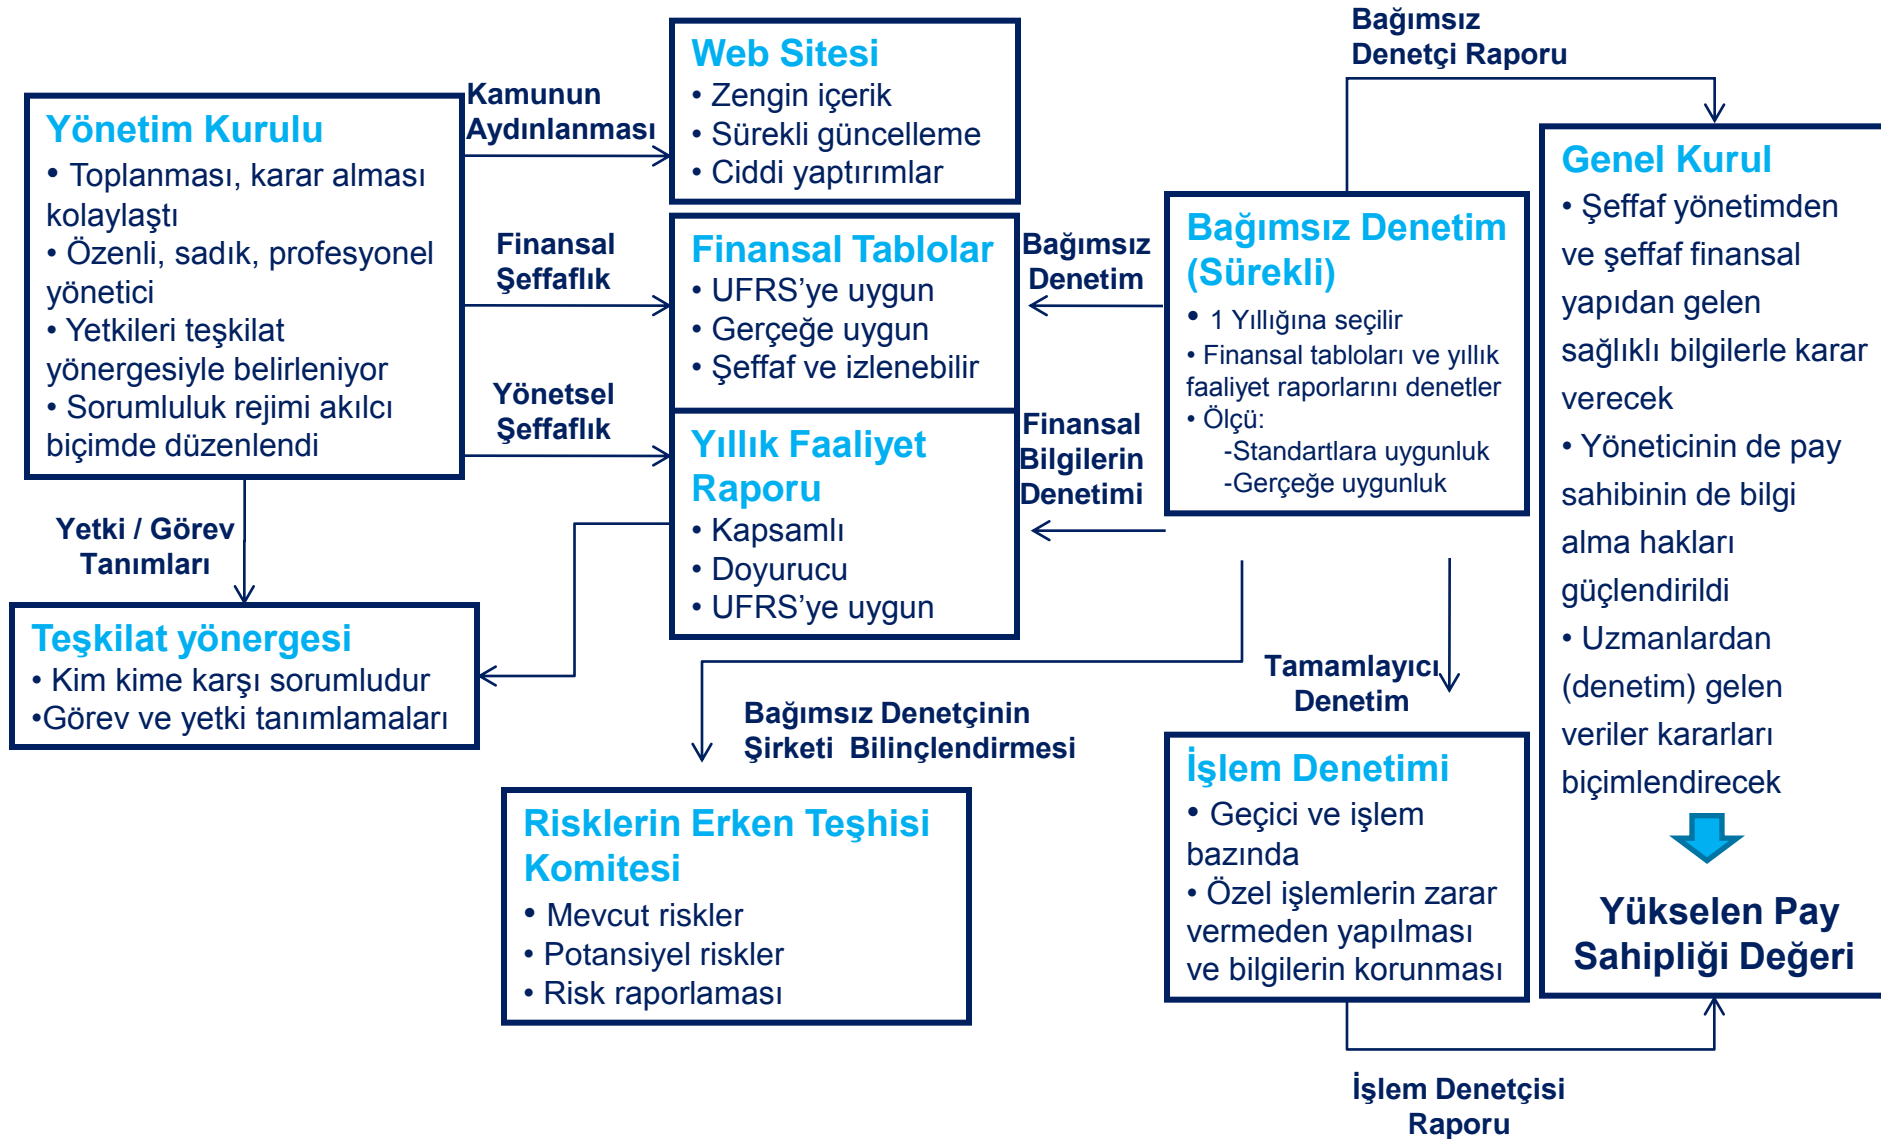 Yönetim Kurulu
• Toplanması, karar alması
kolaylaştı
• Özenli, sadık, profesyonel
yönetici
• Yetkileri teşkilat
yönergesiyle belirleniyor
• Sorumluluk rejimi akılcı
biçimde düzenlendi
Kamunun
Aydınlanması
Finansal
Şeffaflık
Yönetsel
Şeffaflık
Yetki / Görev
Tanımları
Teşkilat yönergesi
• Kim kime karşı sorumludur
•Görev ve yetki tanımlamaları
Web Sitesi
• Zengin içerik
• Sürekli güncelleme
• Ciddi yaptırımlar
Finansal Tablolar
• UFRS’ye uygun
• Gerçeğe uygun
• Şeffaf ve izlenebilir
Yıllık Faaliyet
Raporu
• Kapsamlı
• Doyurucu
• UFRS’ye uygun
Bağımsız
Denetim
Finansal
Bilgilerin
Denetimi
Bağımsız Denetçinin
Şirketi Bilinçlendirmesi
Risklerin Erken Teşhisi
Komitesi
• Mevcut riskler
• Potansiyel riskler
• Risk raporlaması
Bağımsız
Denetçi Raporu
Bağımsız Denetim
(Sürekli)
• 1 Yıllığına seçilir
• Finansal tabloları ve yıllık
faaliyet raporlarını denetler
• Ölçü:
-Standartlara uygunluk
-Gerçeğe uygunluk
Tamamlayıcı
Denetim
İşlem Denetimi
• Geçici ve işlem
bazında
• Özel işlemlerin zarar
vermeden yapılması
ve bilgilerin korunması
İşlem Denetçisi
Raporu
Genel Kurul
• Şeffaf yönetimden
ve şeffaf finansal
yapıdan gelen
sağlıklı bilgilerle karar
verecek
• Yöneticinin de pay
sahibinin de bilgi
alma hakları
güçlendirildi
• Uzmanlardan
(denetim) gelen
veriler kararları
biçimlendirecek
Yükselen Pay
Sahipliği Değeri